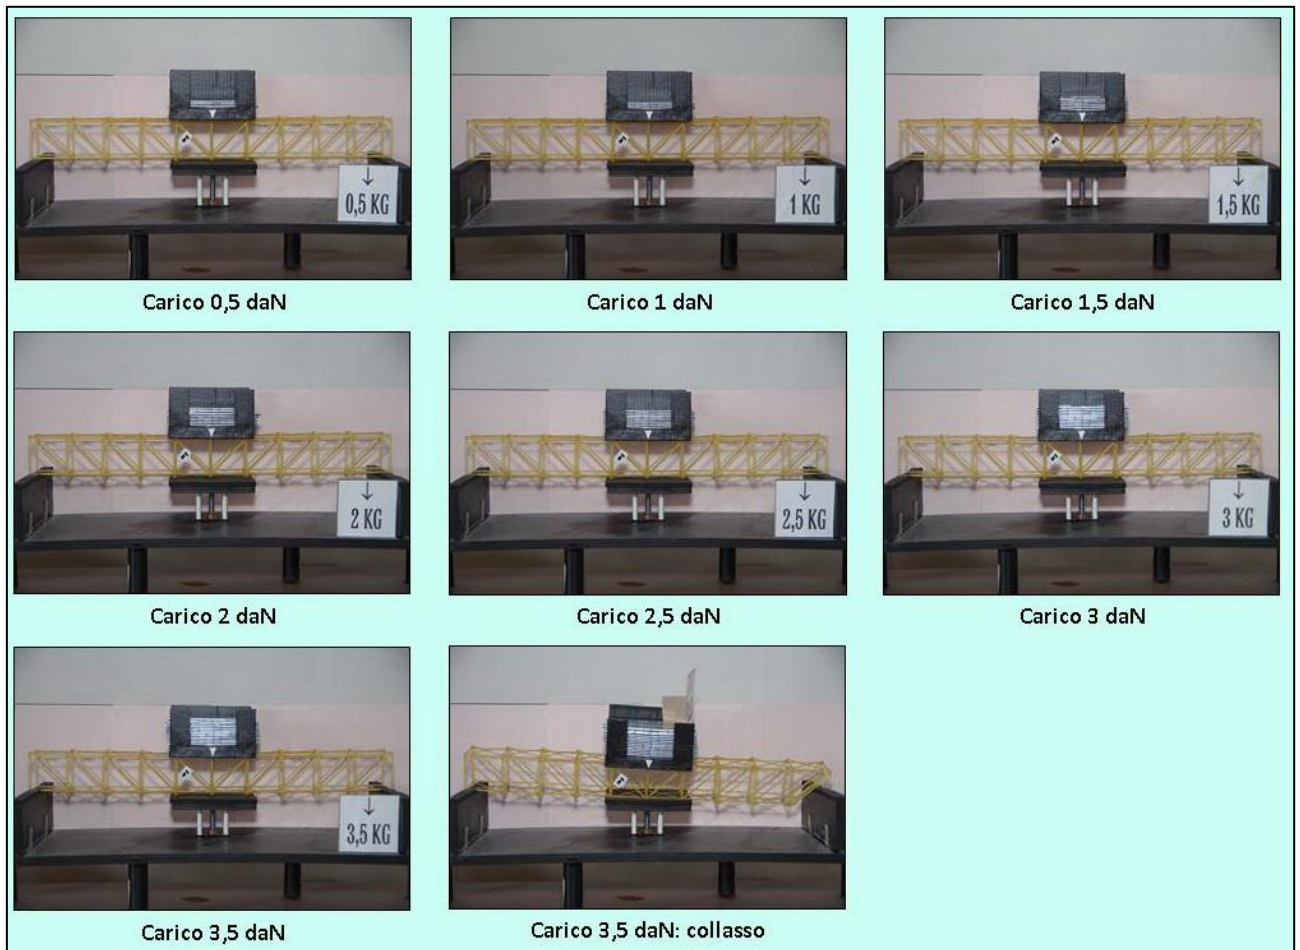 0,5 KG
1 KG
1,5 KG
Carico 0,5 daN
Carico 1 daN
Carico 1,5 daN
2 KG
2,5 KG
3 KG
Carico 2 daN
Carico 2,5 daN
Carico 3 daN
3,5 KG
Carico 3,5 daN
Carico 3,5 daN: collasso